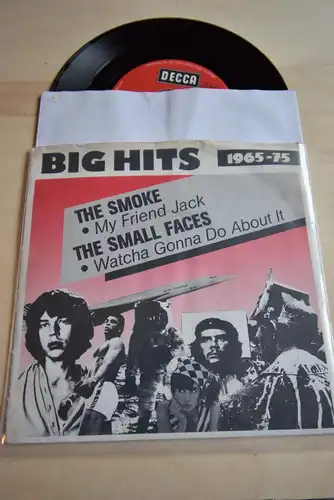 DECCA
BIG HITS 1965-75
THE SMOKE
• My Friend Jack
THE SMALL FACES
• Watcha Gonna Do About It